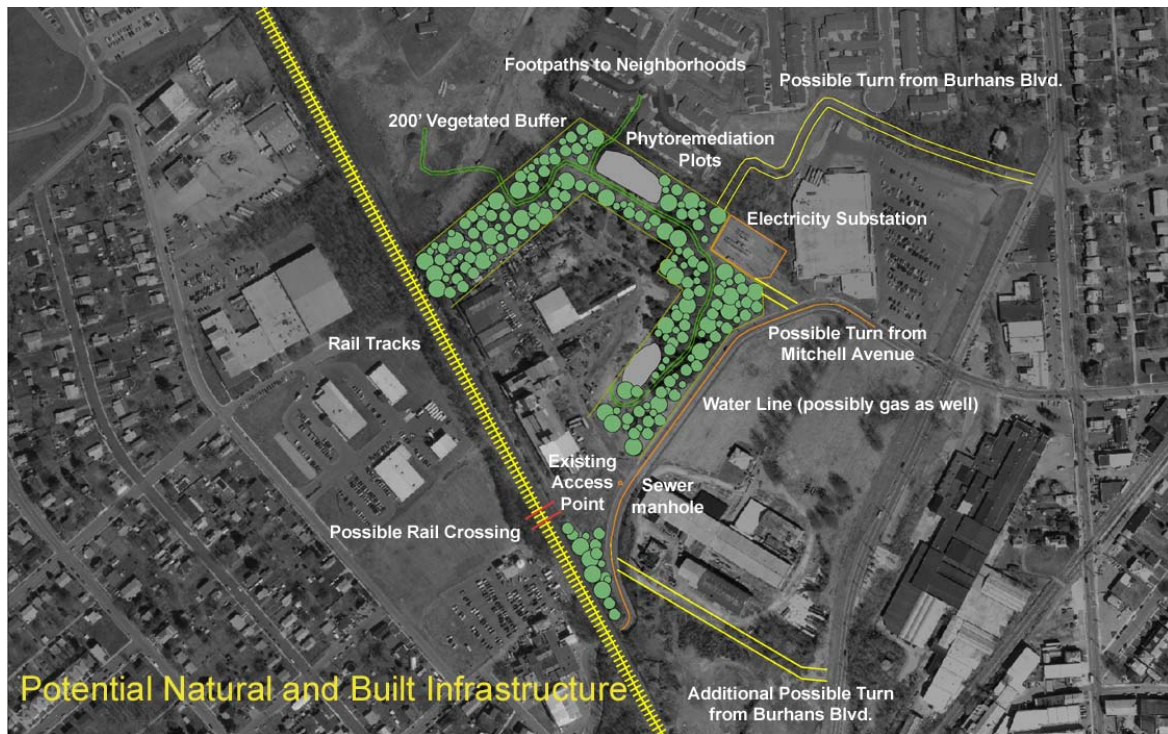 Footpaths to Neighborhoods
Possible Turn from Burhans Blvd.
200' Vegetated Buffer
Phytoremediation
Plots
Electricity Substation
Rail Tracks
Possible Turn from
Mitchell Avenue
Water Line (possibly gas as well)
Existing
Access
Point
Sewer
manhole
Possible Rail Crossing
Potential Natural and Built Infrastructure
Additional Possible Turn
from Burhans Blvd.